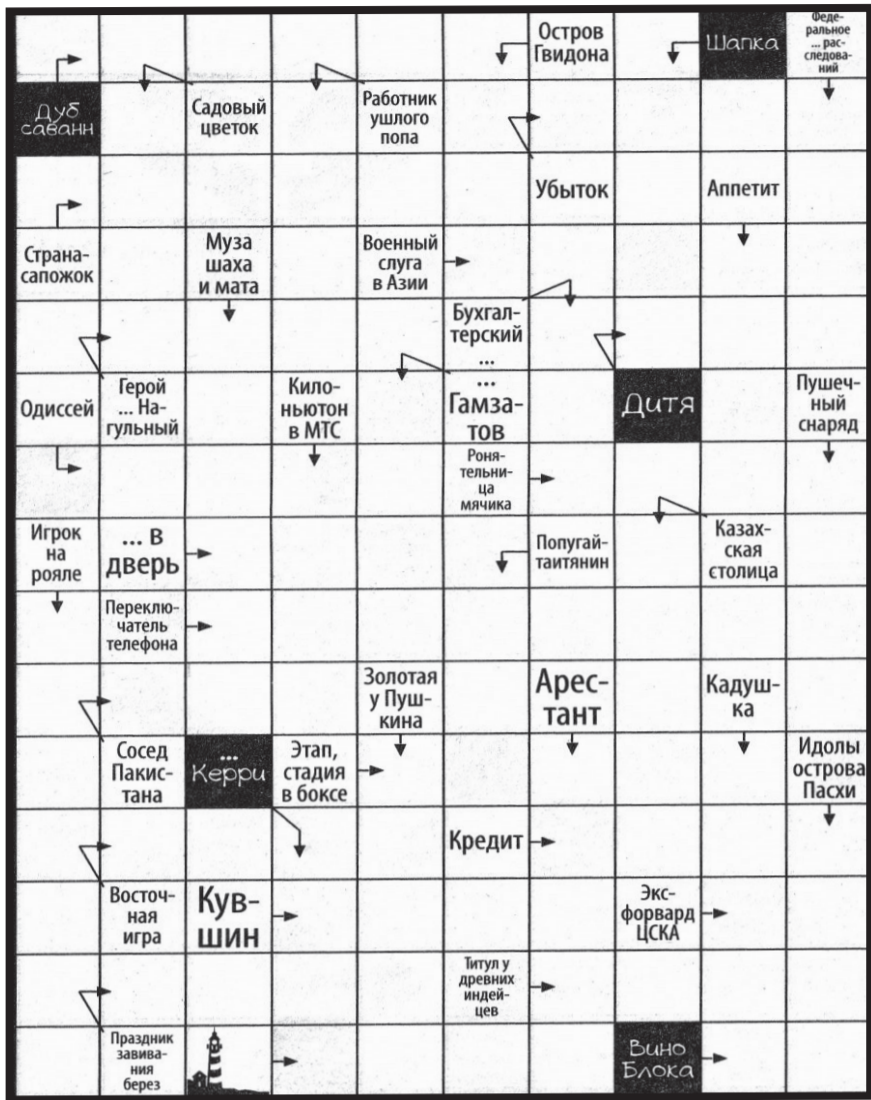 Остров
Гвидона
Шапка
Феде-
ральное
... рас-
следова-
ний
Дуб
саванн
Садовый
цветок
Работник
ушлого
попа
Убыток
Аппетит
Страна-
сапожок
Муза
шаха
и мата
Военный
слуга
в Азии
Бухгал-
терский
...
Одиссей
Герой
... На-
гульный
Кило-
ньютон
в МТС
...
Гамза-
тов
Дитя
Пушеч-
ный
снаряд
Роня-
тельни-
ца
мячика
Игрок
на
рояле
... в
дверь
Попугай-
таитянин
Казах-
ская
столица
Переклю-
чатель
телефона
Золотая
у Пуш-
кина
Арес-
тант
Кадуш-
ка
Сосед
Пакис-
тана
...
Керри
Этап,
стадия
в боксе
Идолы
острова
Пасхи
Кредит
Восточ-
ная
игра
Кув-
шин
Экс-
форвард
ЦСКА
Титул у
древних
индей-
цев
Праздник
завива-
ния
берез
Вино
Блока